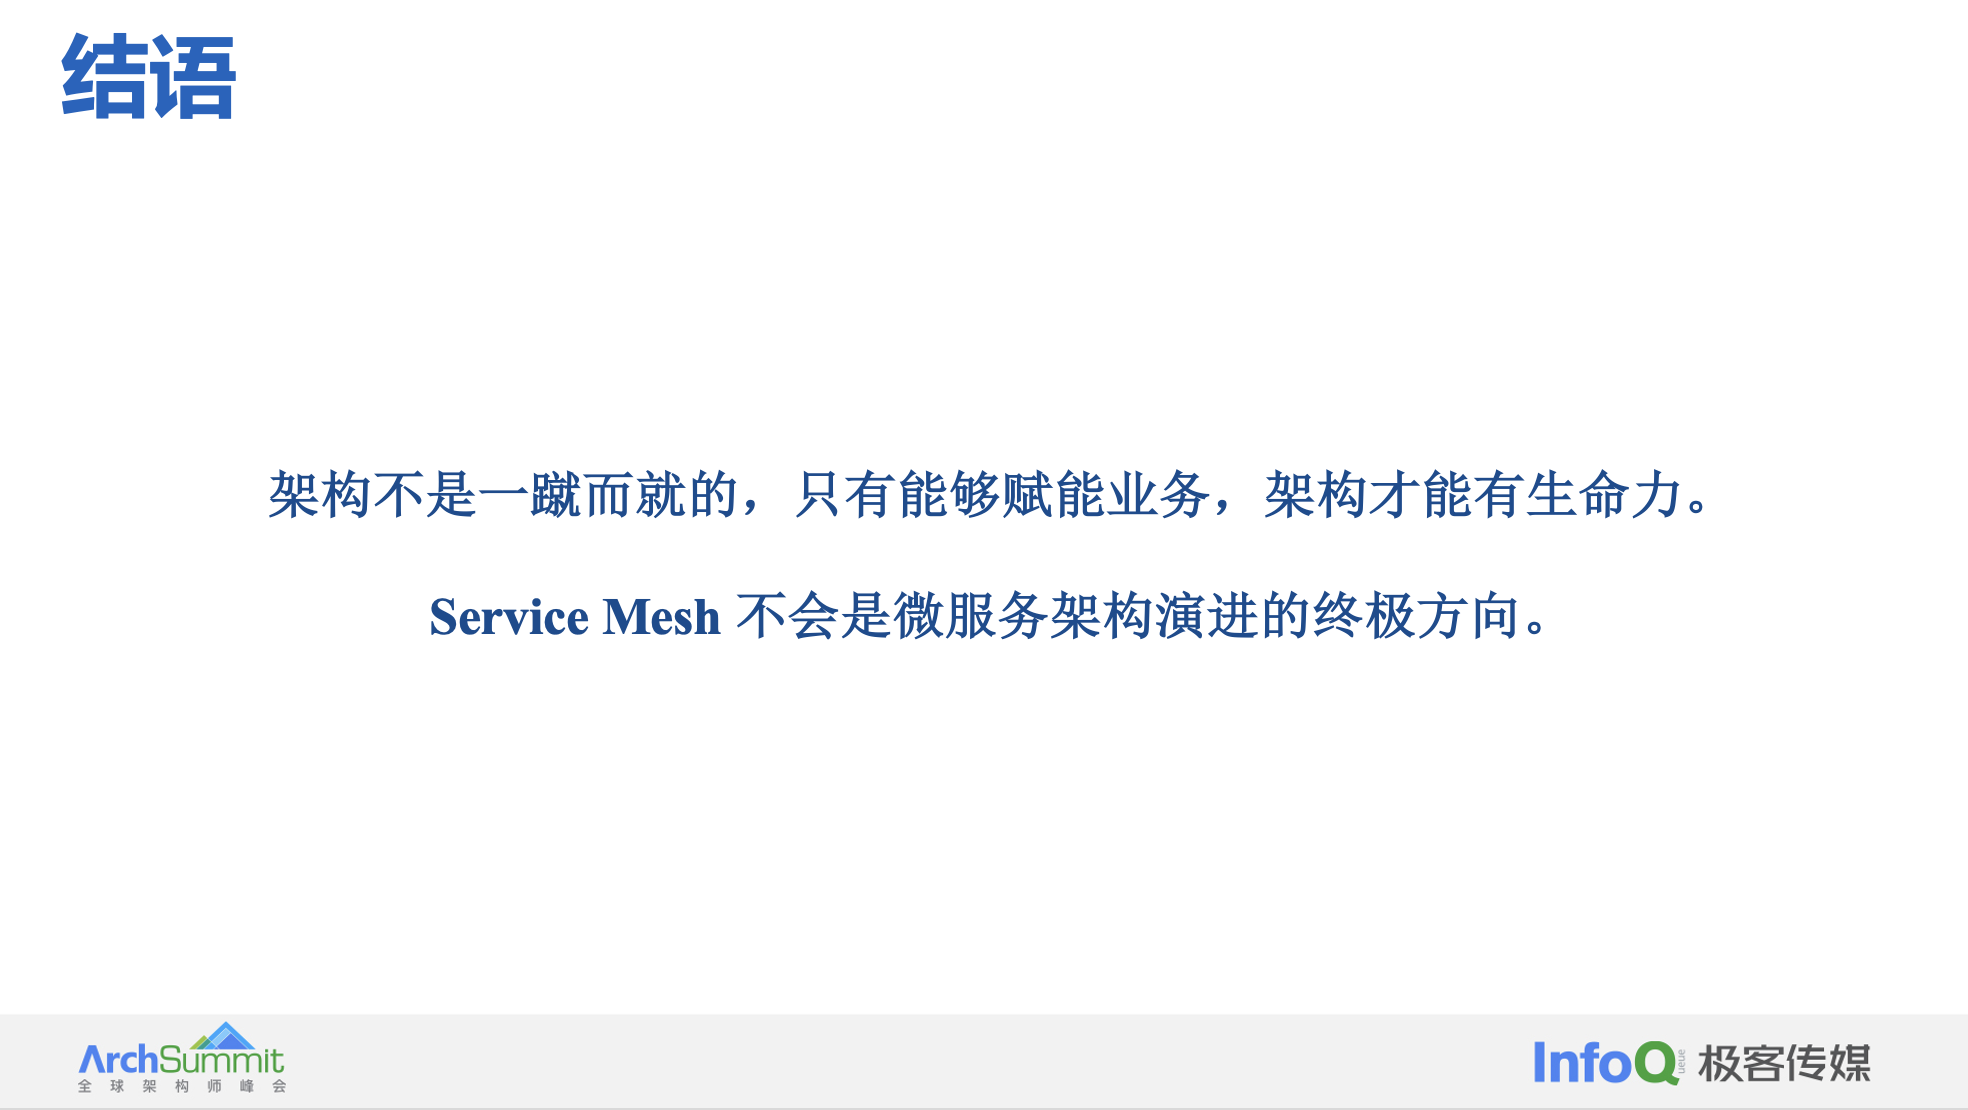 结语
架构不是一蹴而就的，只有能够赋能业务，架构才能有生命力。
Service Mesh 不会是微服务架构演进的终极方向。
ArchSummit
全球架构师峰会
InfoQueue 极客传媒